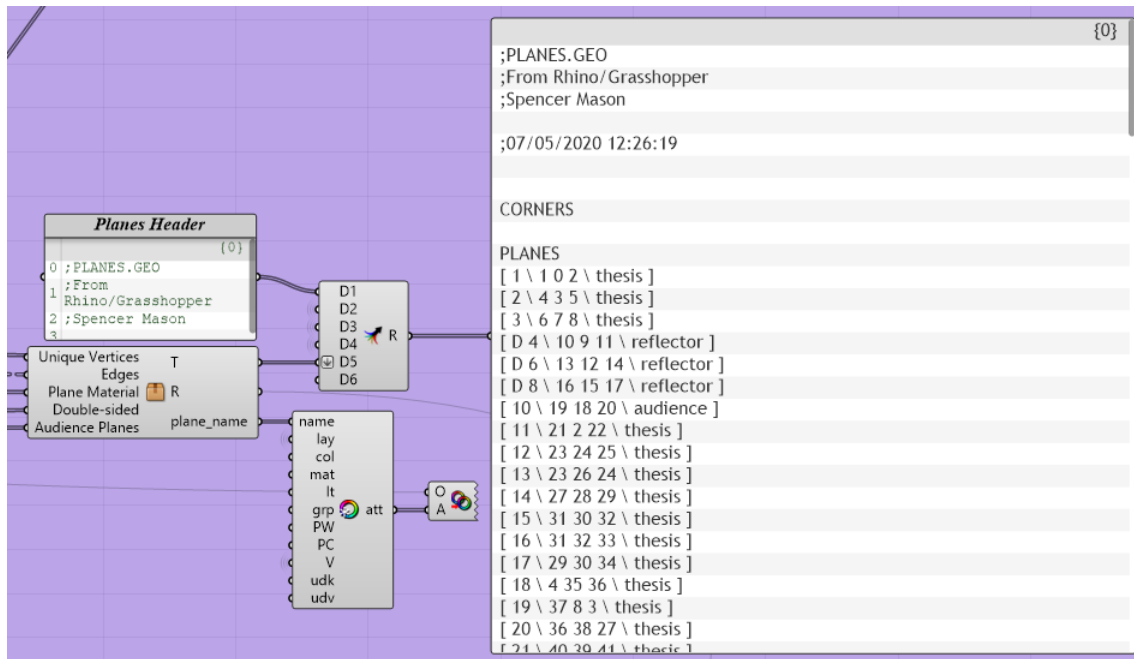 Planes Header
{0}
0 ;PLANES.GEO
1 ;From
Rhino/Grasshopper
2 ;Spencer Mason
3
Unique Vertices
Edges
Plane Material
Double-sided
Audience Planes
T
R
plane_name
D1
D2
D3
D4
D5
D6
R
name
lay
col
mat
lt
grp
PW
PC
V
udk
udv
att
O
A
{0}
;PLANES.GEO
;From Rhino/Grasshopper
;Spencer Mason
;07/05/2020 12:26:19
CORNERS
PLANES
[ 1 \ 1 0 2 \ thesis ]
[ 2 \ 4 3 5 \ thesis ]
[ 3 \ 6 7 8 \ thesis ]
[ D 4 \ 10 9 11 \ reflector ]
[ D 6 \ 13 12 14 \ reflector ]
[ D 8 \ 16 15 17 \ reflector ]
[ 10 \ 19 18 20 \ audience ]
[ 11 \ 21 2 22 \ thesis ]
[ 12 \ 23 24 25 \ thesis ]
[ 13 \ 23 26 24 \ thesis ]
[ 14 \ 27 28 29 \ thesis ]
[ 15 \ 31 30 32 \ thesis ]
[ 16 \ 31 32 33 \ thesis ]
[ 17 \ 29 30 34 \ thesis ]
[ 18 \ 4 35 36 \ thesis ]
[ 19 \ 37 8 3 \ thesis ]
[ 20 \ 36 38 27 \ thesis ]
[ 21 \ 40 39 41 \ thesis ]